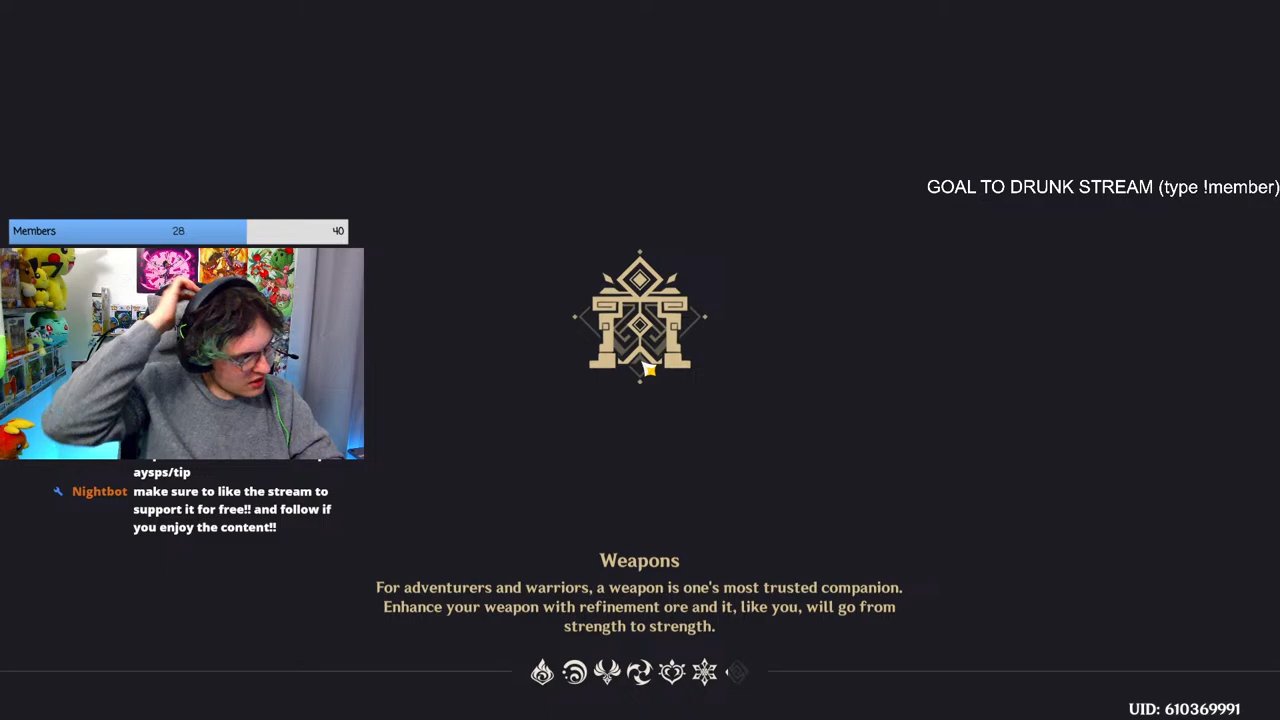 GOAL TO DRUNK STREAM (type !member)
Members 28 40
aysps/tip
Nightbot make sure to like the stream to
support it for free!! and follow if
you enjoy the content!!
Weapons
For adventurers and warriors, a weapon is one's most trusted companion.
Enhance your weapon with refinement ore and it, like you, will go from
strength to strength.
UID: 610369991